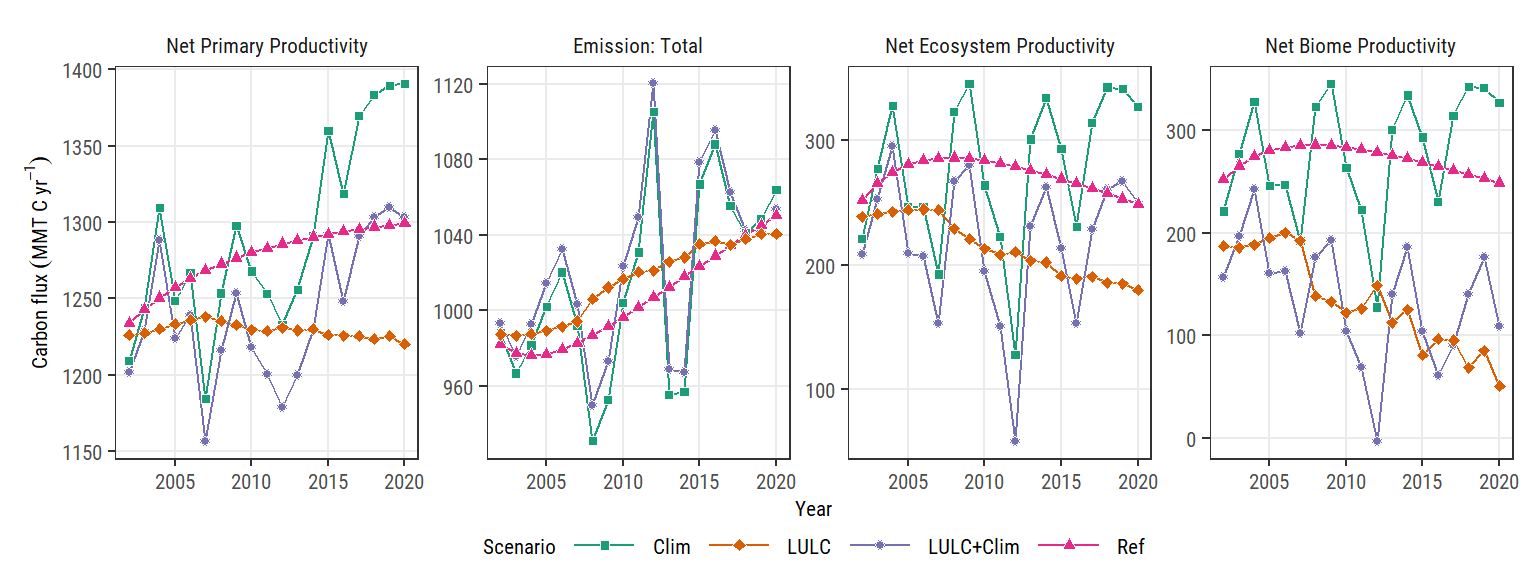 Net Primary Productivity
Emission: Total
Net Ecosystem Productivity
Net Biome Productivity
Carbon flux (MMT C yr⁻¹)
1400
1350
1300
1250
1200
1150
1120
1080
1040
1000
960
300
200
100
300
200
100
0
2005 2010 2015 2020
2005 2010 2015 2020
2005 2010 2015 2020
2005 2010 2015 2020
Year
Scenario Clim LULC LULC+Clim Ref